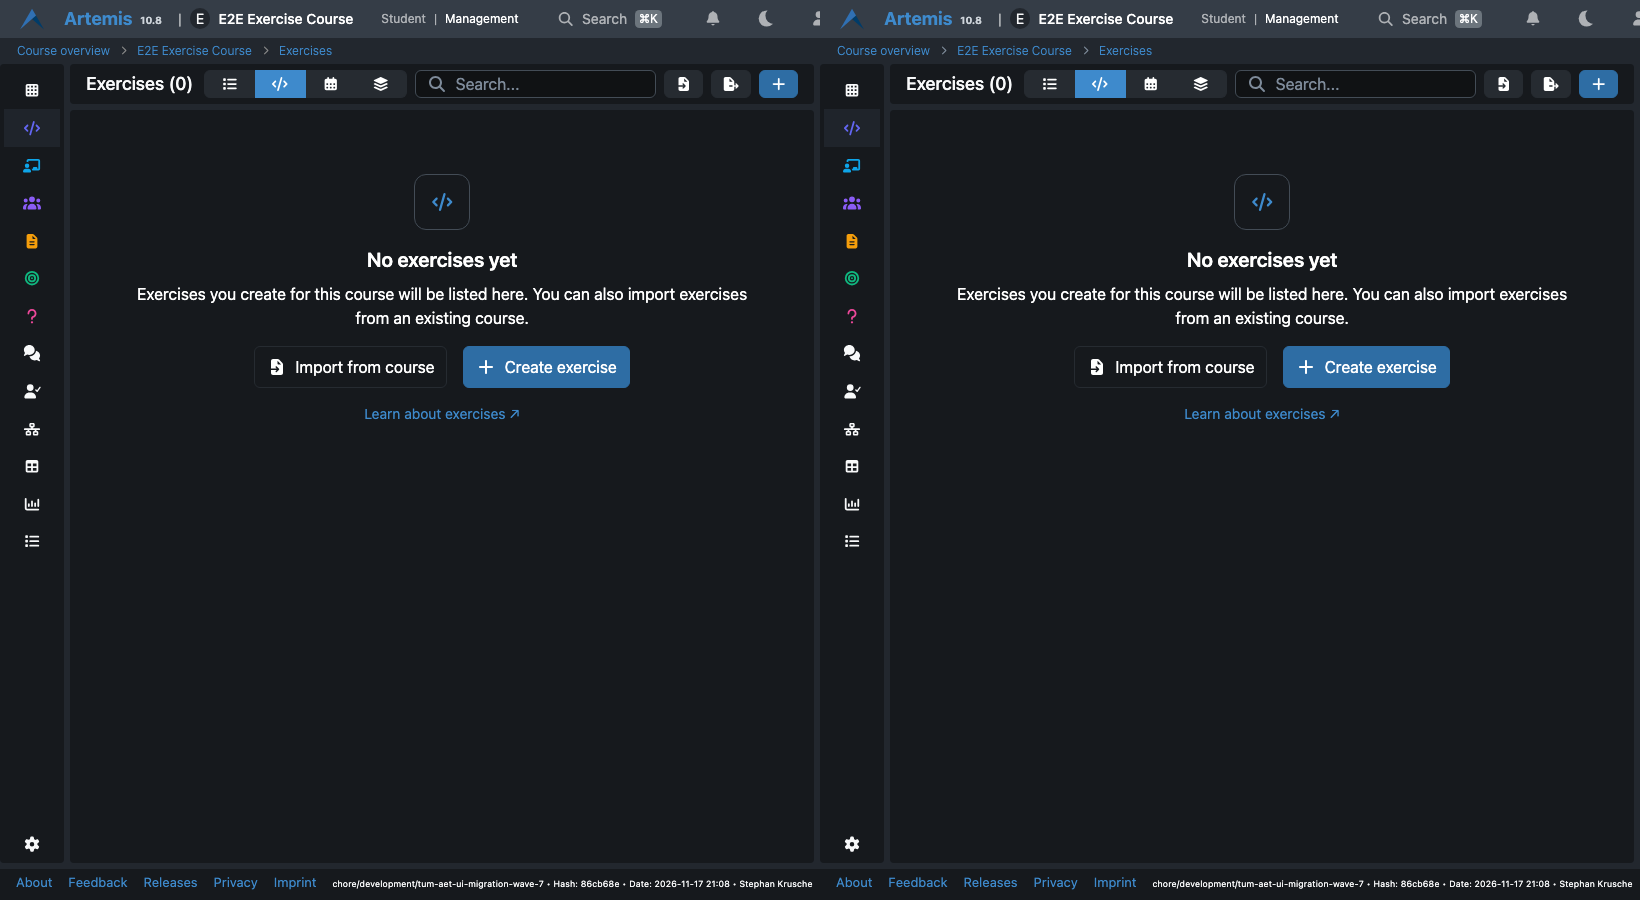 Artemis 10.8 | E E2E Exercise Course Student | Management Search ⌘K
Course overview > E2E Exercise Course > Exercises
Exercises (0) Search...
No exercises yet
Exercises you create for this course will be listed here. You can also import exercises
from an existing course.
Import from course Create exercise
Learn about exercises
About Feedback Releases Privacy Imprint chore/development/tum-aet-ui-migration-wave-7 • Hash: 86cb68e • Date: 2026-11-17 21:08 • Stephan Krusche
Artemis 10.8 | E E2E Exercise Course Student | Management Search ⌘K
Course overview > E2E Exercise Course > Exercises
Exercises (0) Search...
No exercises yet
Exercises you create for this course will be listed here. You can also import exercises
from an existing course.
Import from course Create exercise
Learn about exercises
About Feedback Releases Privacy Imprint chore/development/tum-aet-ui-migration-wave-7 • Hash: 86cb68e • Date: 2026-11-17 21:08 • Stephan Krusche